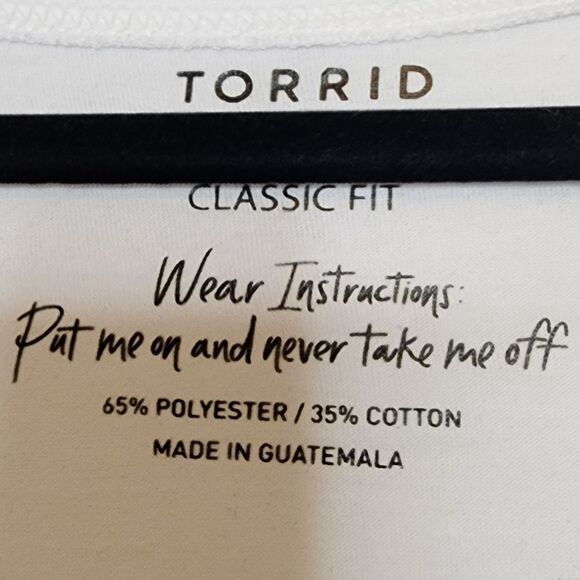 TORRID
CLASSIC FIT
Wear Instructions:
Put me on and never take me off
65% POLYESTER / 35% COTTON
MADE IN GUATEMALA